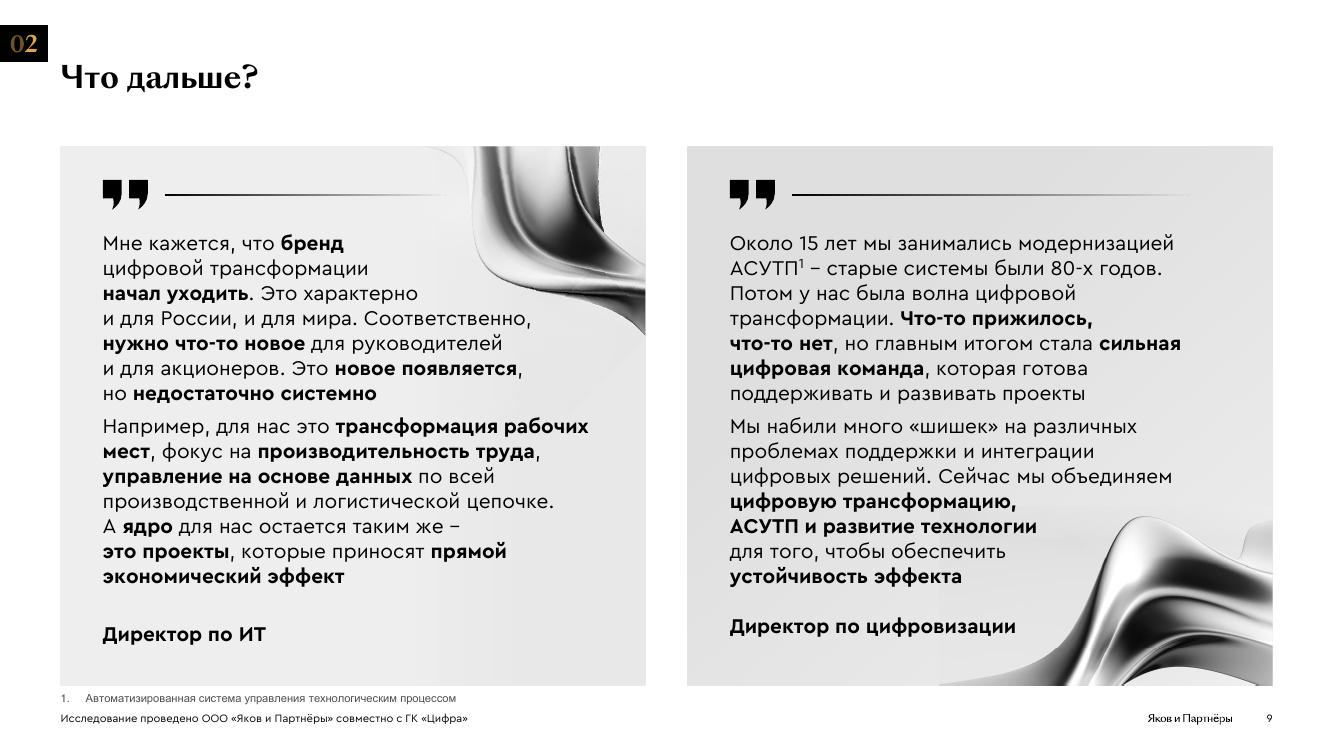 02
Что дальше?
Мне кажется, что бренд
цифровой трансформации
начал уходить. Это характерно
и для России, и для мира. Соответственно,
нужно что-то новое для руководителей
и для акционеров. Это новое появляется,
но недостаточно системно
Например, для нас это трансформация рабочих
мест, фокус на производительность труда,
управление на основе данных по всей
производственной и логистической цепочке.
А ядро для нас остается таким же –
это проекты, которые приносят прямой
экономический эффект
Директор по ИТ
Около 15 лет мы занимались модернизацией
АСУТП¹ – старые системы были 80-х годов.
Потом у нас была волна цифровой
трансформации. Что-то прижилось,
что-то нет, но главным итогом стала сильная
цифровая команда, которая готова
поддерживать и развивать проекты
Мы набили много «шишек» на различных
проблемах поддержки и интеграции
цифровых решений. Сейчас мы объединяем
цифровую трансформацию,
АСУТП и развитие технологии
для того, чтобы обеспечить
устойчивость эффекта
Директор по цифровизации
1. Автоматизированная система управления технологическим процессом
Исследование проведено ООО «Яков и Партнёры» совместно с ГК «Цифра»
Яков и Партнёры 9